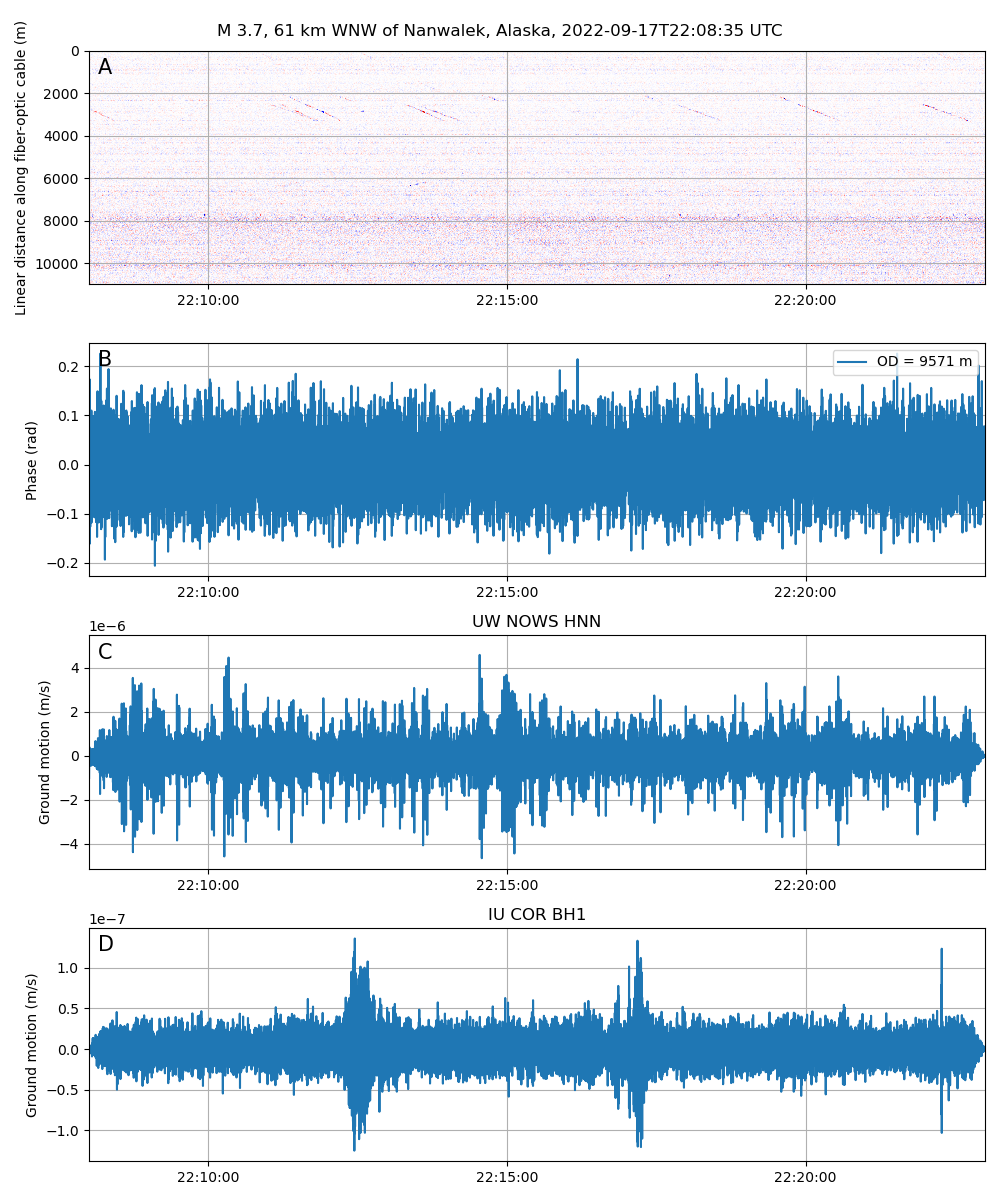 M 3.7, 61 km WNW of Nanwalek, Alaska, 2022-09-17T22:08:35 UTC
A
Linear distance along fiber-optic cable (m)
0
2000
4000
6000
8000
10000
22:10:00 22:15:00 22:20:00
B
OD = 9571 m
Phase (rad)
0.2
0.1
0.0
−0.1
−0.2
22:10:00 22:15:00 22:20:00
UW NOWS HNN
1e−6
C
Ground motion (m/s)
4
2
0
−2
−4
22:10:00 22:15:00 22:20:00
IU COR BH1
1e−7
D
Ground motion (m/s)
1.0
0.5
0.0
−0.5
−1.0
22:10:00 22:15:00 22:20:00